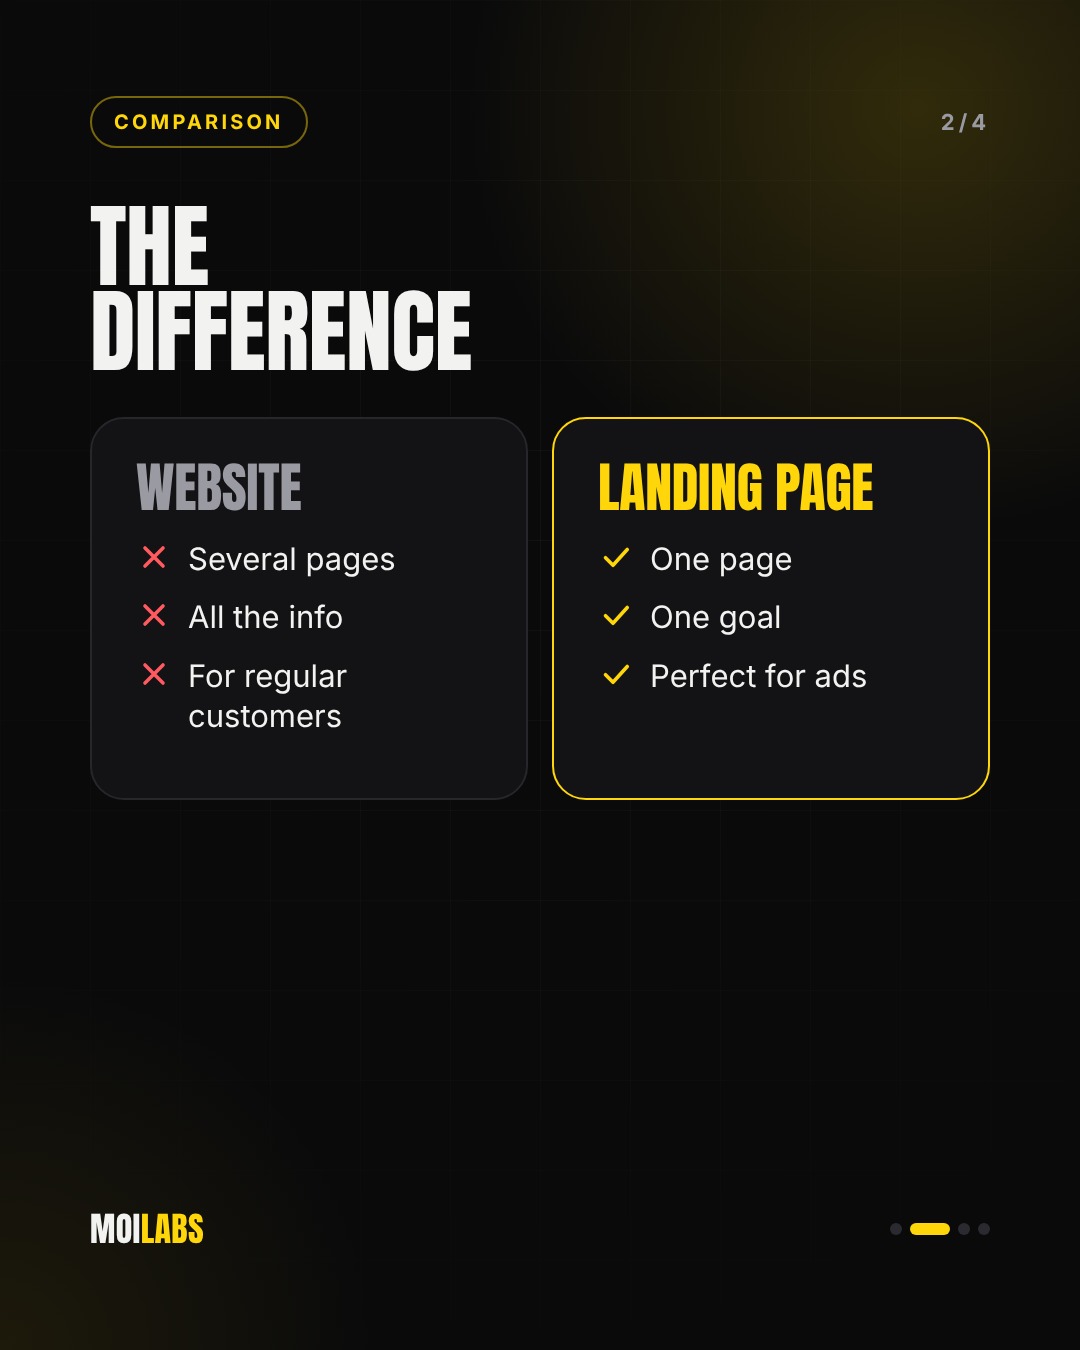 COMPARISON
2/4
THE
DIFFERENCE
WEBSITE
Several pages
All the info
For regular
customers
LANDING PAGE
One page
One goal
Perfect for ads
MOILABS